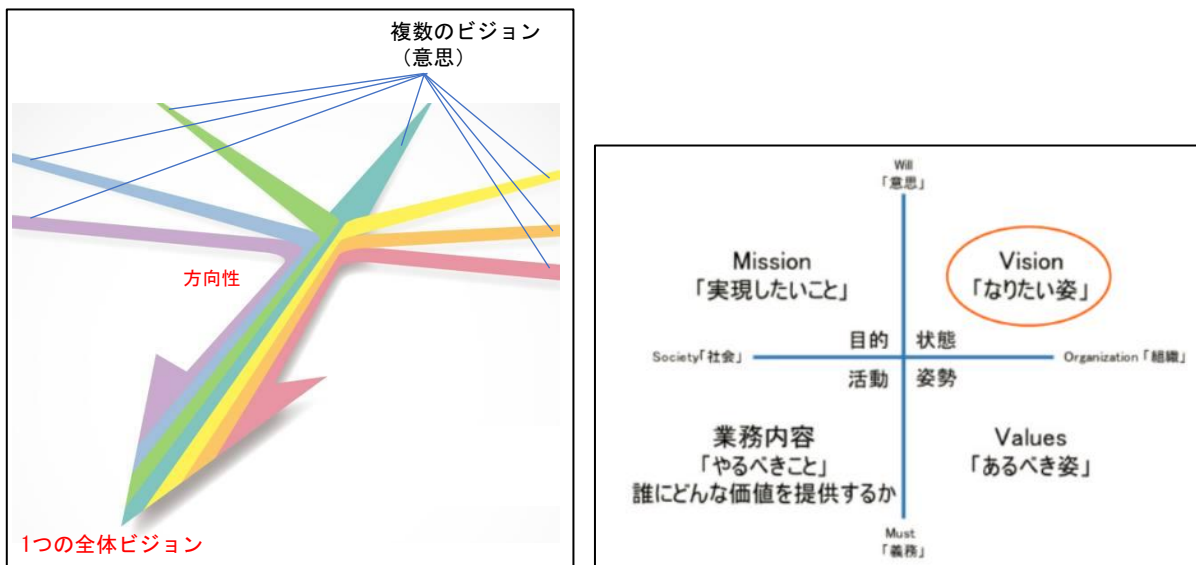 複数のビジョン
（意思）
方向性
1つの全体ビジョン
Will
「意思」
Mission
「実現したいこと」
Vision
「なりたい姿」
目的
状態
Society「社会」
Organization「組織」
活動
姿勢
業務内容
「やるべきこと」
誰にどんな価値を提供するか
Values
「あるべき姿」
Must
「義務」